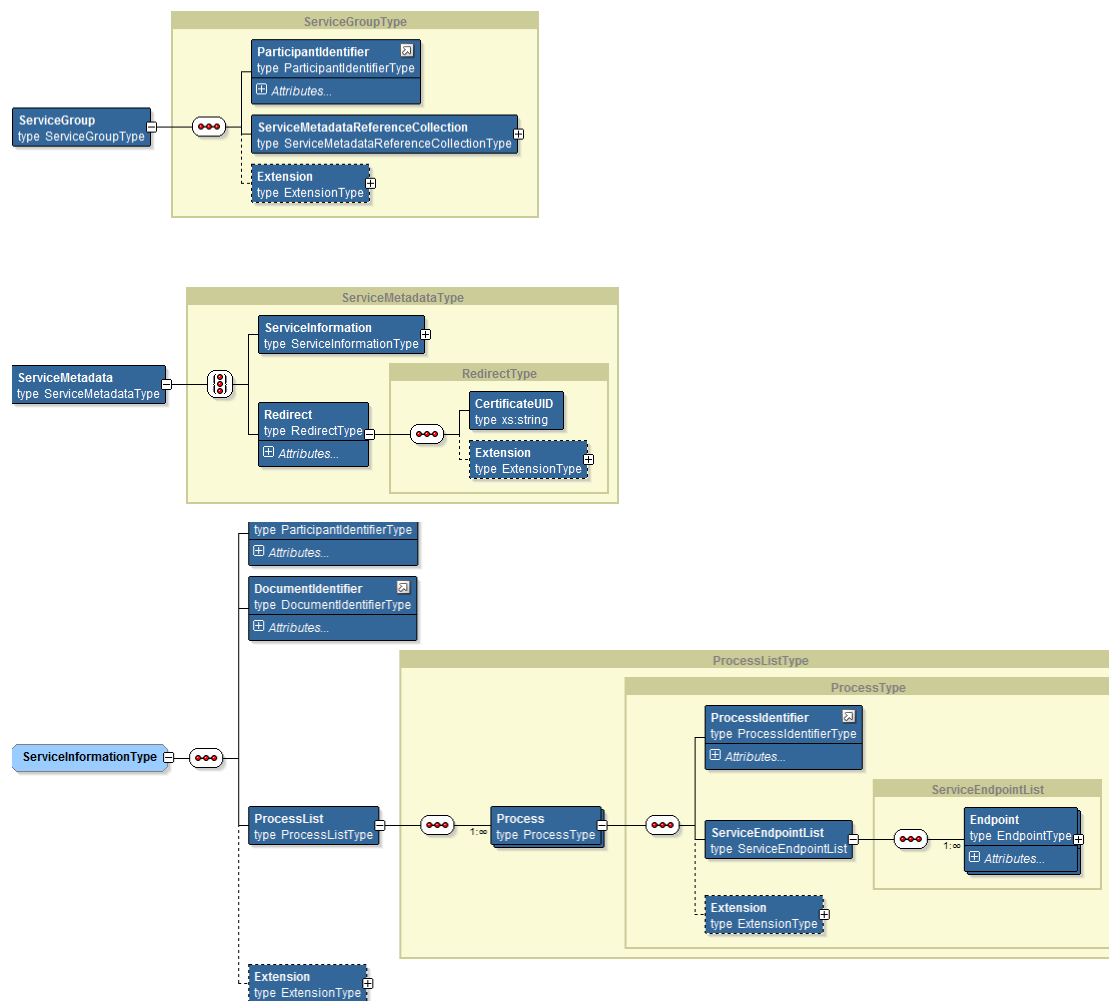 ServiceGroupType
ParticipantIdentifier
type ParticipantIdentifierType
Attributes...
ServiceGroup
type ServiceGroupType
ServiceMetadataReferenceCollection
type ServiceMetadataReferenceCollectionType
Extension
type ExtensionType
ServiceMetadataType
ServiceInformation
type ServiceInformationType
ServiceMetadata
type ServiceMetadataType
RedirectType
Redirect
type RedirectType
Attributes...
CertificateUID
type xs:string
Extension
type ExtensionType
type ParticipantIdentifierType
Attributes...
DocumentIdentifier
type DocumentIdentifierType
Attributes...
ProcessListType
ProcessType
ProcessIdentifier
type ProcessIdentifierType
Attributes...
ServiceInformationType
ServiceEndpointList
ProcessList
type ProcessListType
1:∞
Process
type ProcessType
ServiceEndpointList
type ServiceEndpointList
1:∞
Endpoint
type EndpointType
Attributes...
Extension
type ExtensionType
Extension
type ExtensionType